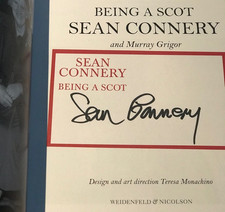 BEING A SCOT
SEAN CONNERY
and Murray Grigor
SEAN
CONNERY
BEING A SCOT
Sean Connery
Design and art direction Teresa Monachino
WEIDENFELD & NICOLSON